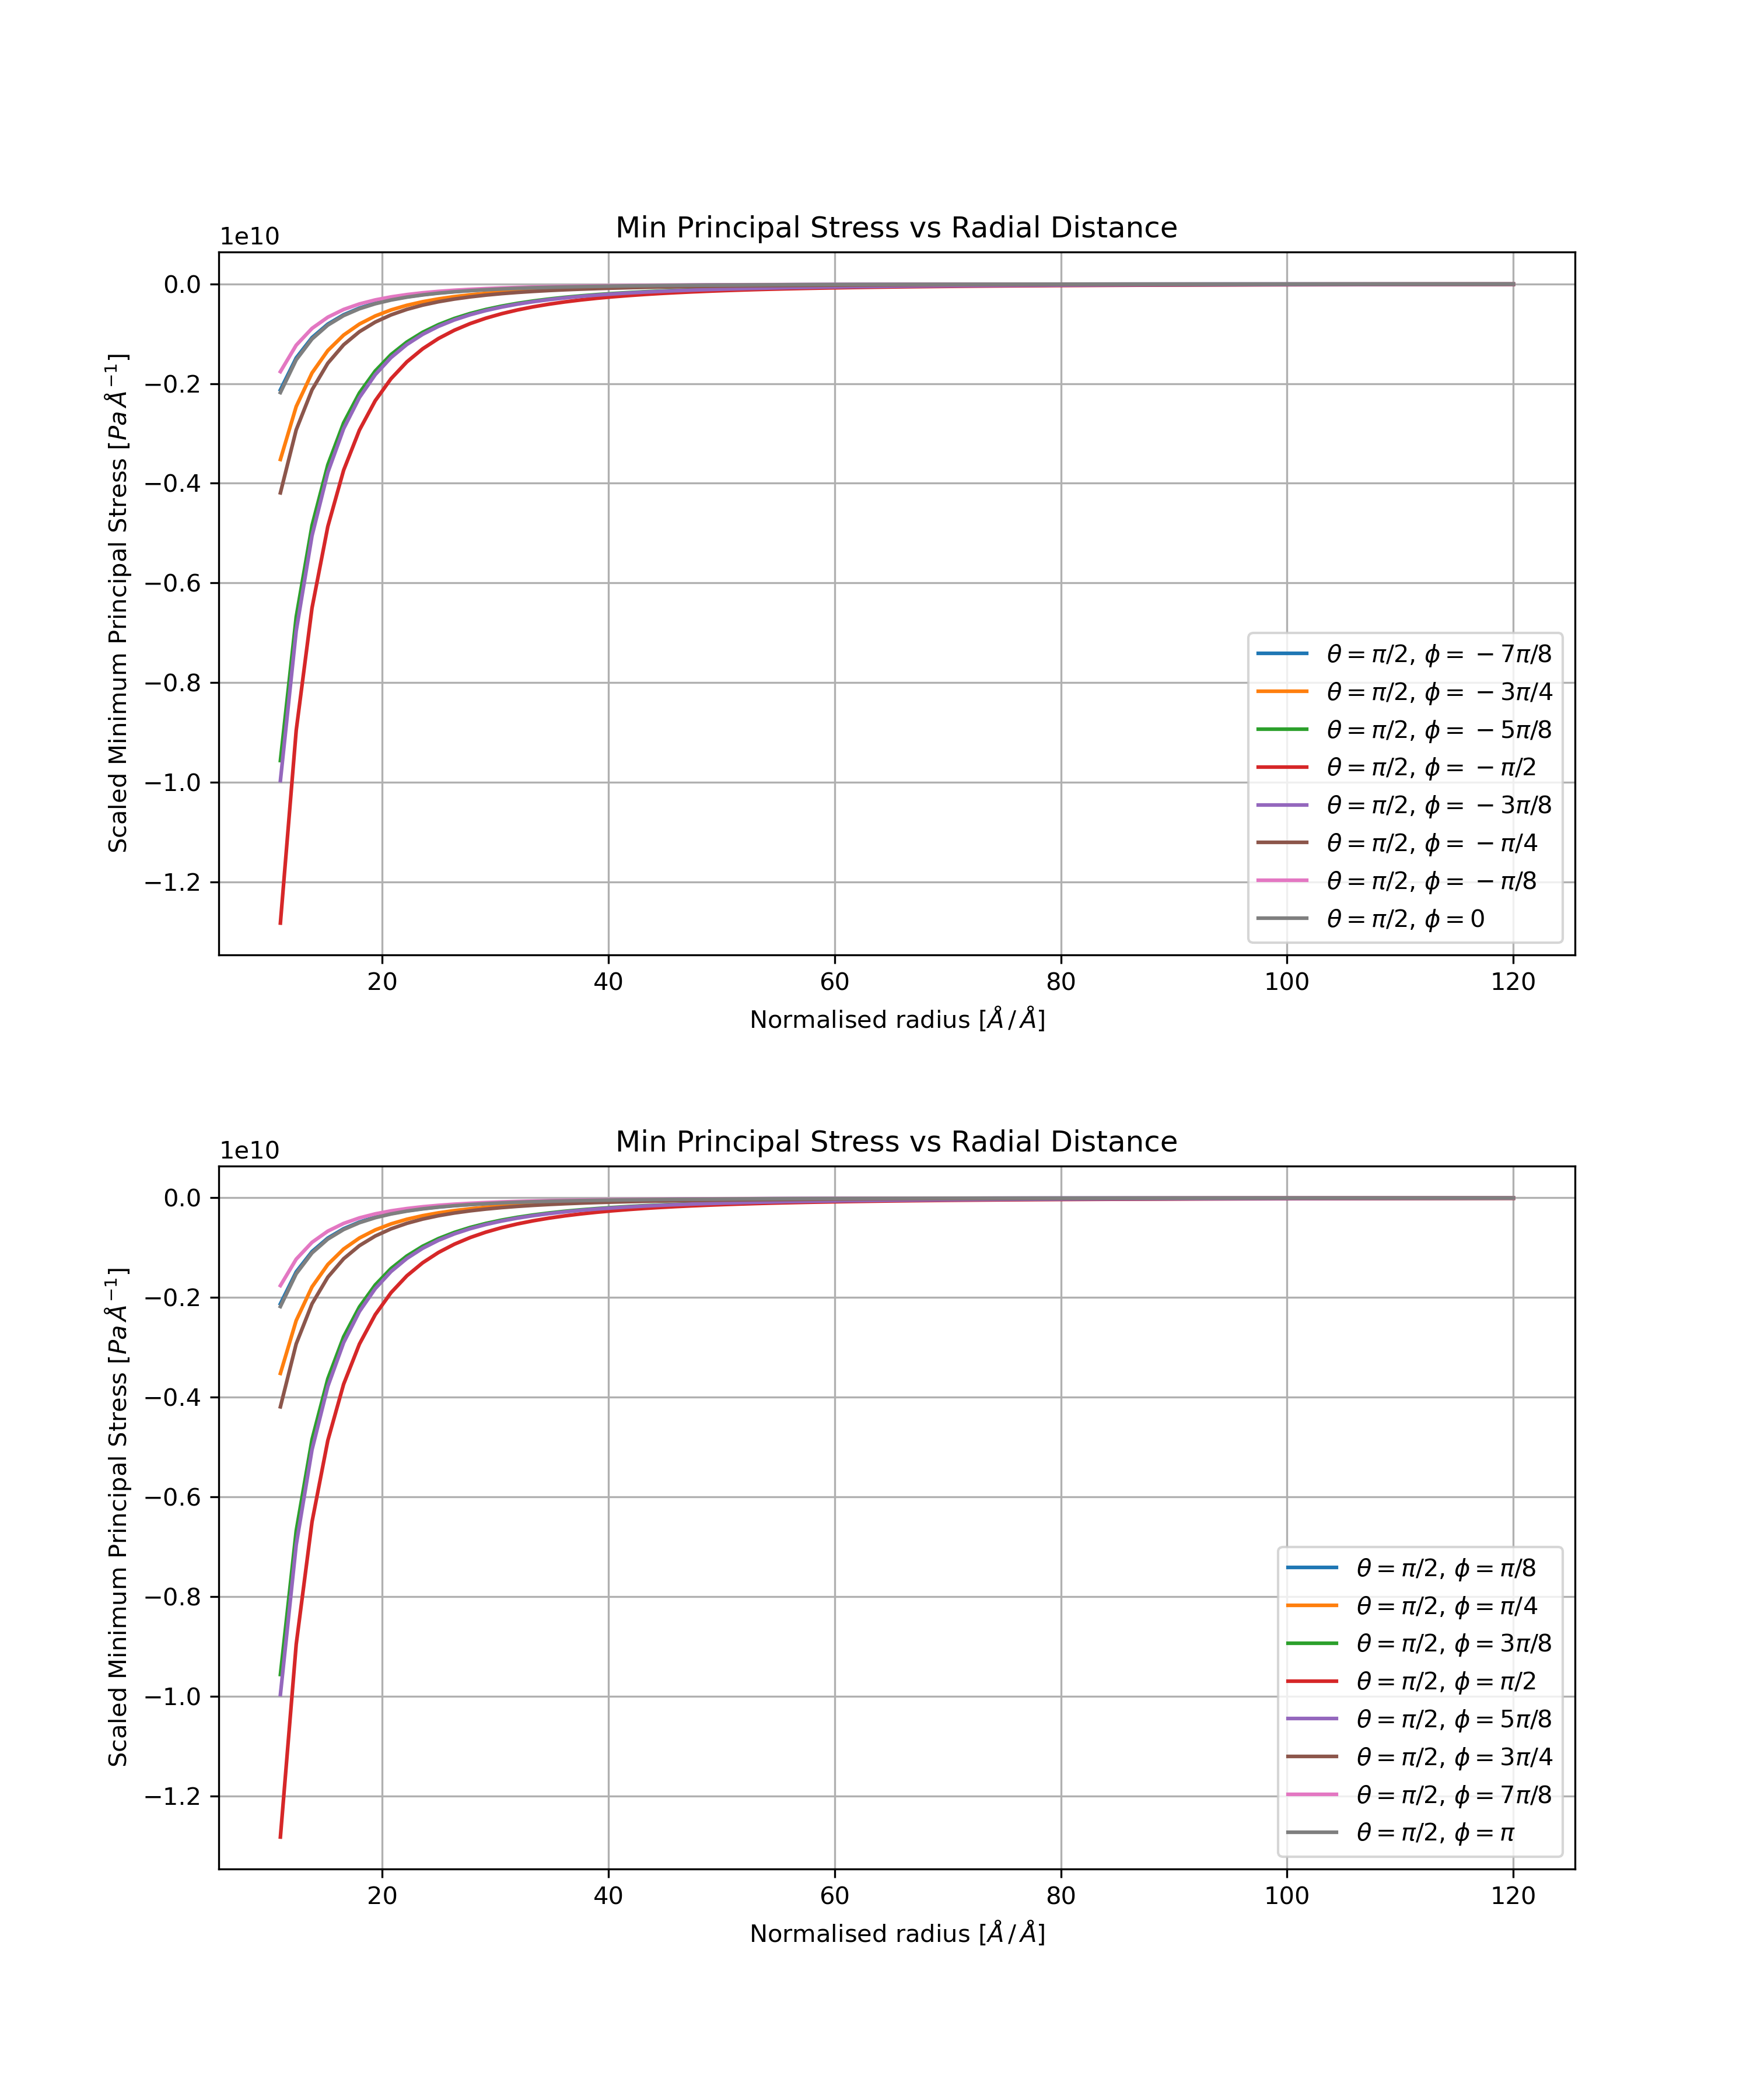 Min Principal Stress vs Radial Distance
1e10
0.0
−0.2
−0.4
−0.6
−0.8
−1.0
−1.2
Scaled Minimum Principal Stress [Pa Å⁻¹]
θ = π/2, ϕ = − 7π/8
θ = π/2, ϕ = − 3π/4
θ = π/2, ϕ = − 5π/8
θ = π/2, ϕ = − π/2
θ = π/2, ϕ = − 3π/8
θ = π/2, ϕ = − π/4
θ = π/2, ϕ = − π/8
θ = π/2, ϕ = 0
20 40 60 80 100 120
Normalised radius [Å / Å]
Min Principal Stress vs Radial Distance
1e10
0.0
−0.2
−0.4
−0.6
−0.8
−1.0
−1.2
Scaled Minimum Principal Stress [Pa Å⁻¹]
θ = π/2, ϕ = π/8
θ = π/2, ϕ = π/4
θ = π/2, ϕ = 3π/8
θ = π/2, ϕ = π/2
θ = π/2, ϕ = 5π/8
θ = π/2, ϕ = 3π/4
θ = π/2, ϕ = 7π/8
θ = π/2, ϕ = π
20 40 60 80 100 120
Normalised radius [Å / Å]